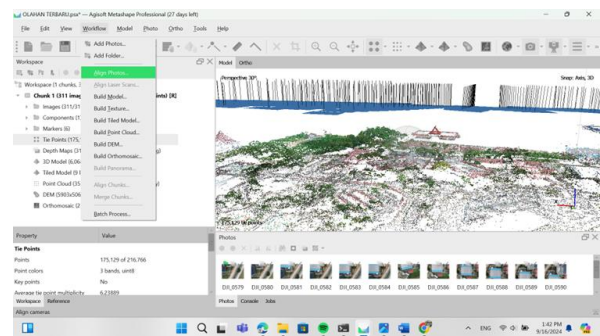 OLAHAN TERBARU.psx* — Agisoft Metashape Professional (27 days left)
File Edit View Workflow Model Photo Ortho Tools Help
Add Photos...
Add Folder...
Align Photos...
Align Laser Scans...
Build Model...
Build Texture...
Build Tiled Model...
Build Point Cloud...
Build DEM...
Build Orthomosaic...
Build Panorama...
Align Chunks...
Merge Chunks...
Batch Process...
Workspace
Workspace (1 chunks,
Chunk 1 (311 imag
ints) [R]
Images (311/31
Components (1
Markers (6)
Tie Points (175,
Depth Maps (31
3D Model (6,06
Tiled Model (9 l
Point Cloud (35
DEM (5903x506
Orthomosaic (2
Model Ortho
Perspective 30°
Snap: Axis, 3D
175,129 points
Property Value
Tie Points
Points 175,129 of 216,766
Point colors 3 bands, uint8
Key points No
Average tie point multiplicity 6.23889
Workspace Reference
Photos
DJI_0579 DJI_0580 DJI_0581 DJI_0582 DJI_0583 DJI_0584 DJI_0585 DJI_0586 DJI_0587 DJI_0588 DJI_0589 DJI_0590
Photos Console Jobs
Align cameras
ENG
1:42 PM
9/16/2024